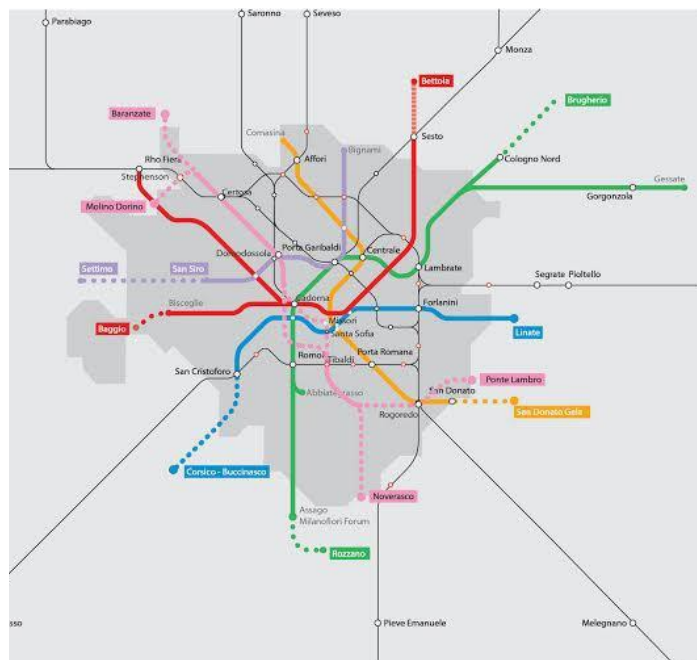 Parabiago
Saronno
Seveso
Monza
Bettola
Brugherio
Baranzate
Comasina
Bignami
Sesto
Affori
Rho Fiera
Stephenson
Cologno Nord
Gessate
Certosa
Gorgonzola
Molino Dorino
Domodossola
Porta Garibaldi
Centrale
Settimo
San Siro
Lambrate
Segrate
Pioltello
Bisceglie
Cadorna
Forlanini
Missori
Linate
Baggio
Santa Sofia
Romolo
Tibaldi
Porta Romana
San Cristoforo
Ponte Lambro
Abbiategrasso
San Donato
San Donato Gela
Rogoredo
Corsico - Buccinasco
Noverasco
Assago
Milanofiori Forum
Rozzano
sso
Pieve Emanuele
Melegnano